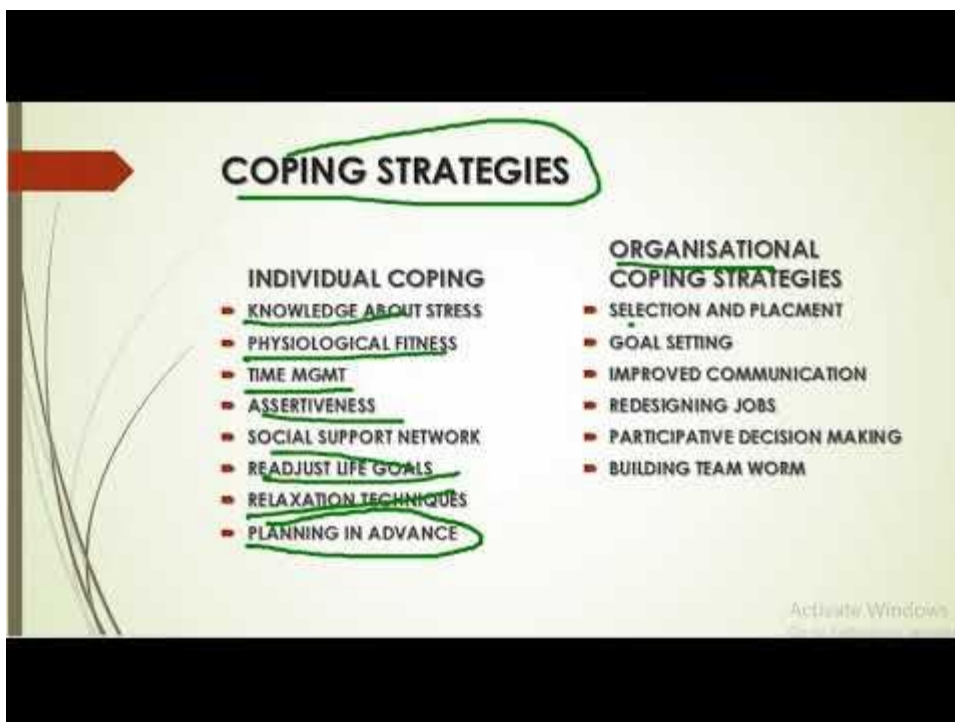 COPING STRATEGIES
INDIVIDUAL COPING
KNOWLEDGE ABOUT STRESS
PHYSIOLOGICAL FITNESS
TIME MGMT
ASSERTIVENESS
SOCIAL SUPPORT NETWORK
READJUST LIFE GOALS
RELAXATION TECHNIQUES
PLANNING IN ADVANCE
ORGANISATIONAL
COPING STRATEGIES
SELECTION AND PLACMENT
GOAL SETTING
IMPROVED COMMUNICATION
REDESIGNING JOBS
PARTICIPATIVE DECISION MAKING
BUILDING TEAM WORM
Activate Windows